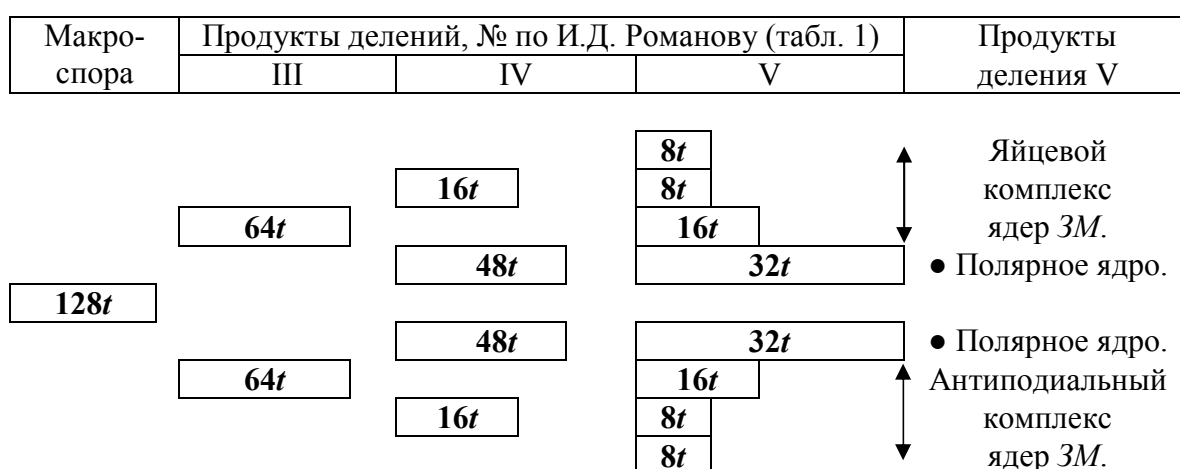 Макро-
спора
Продукты делений, № по И.Д. Романову (табл. 1)
III IV V
Продукты
деления V
8t Яйцевой
16t 8t комплекс
64t 16t ядер ЗМ.
48t 32t ● Полярное ядро.
128t
48t 32t ● Полярное ядро.
64t 16t Антиподиальный
16t 8t комплекс
8t ядер ЗМ.